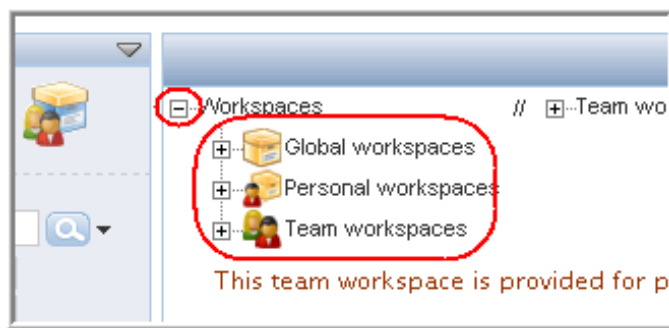 Workspaces // Team wo
Global workspaces
Personal workspaces
Team workspaces
This team workspace is provided for p